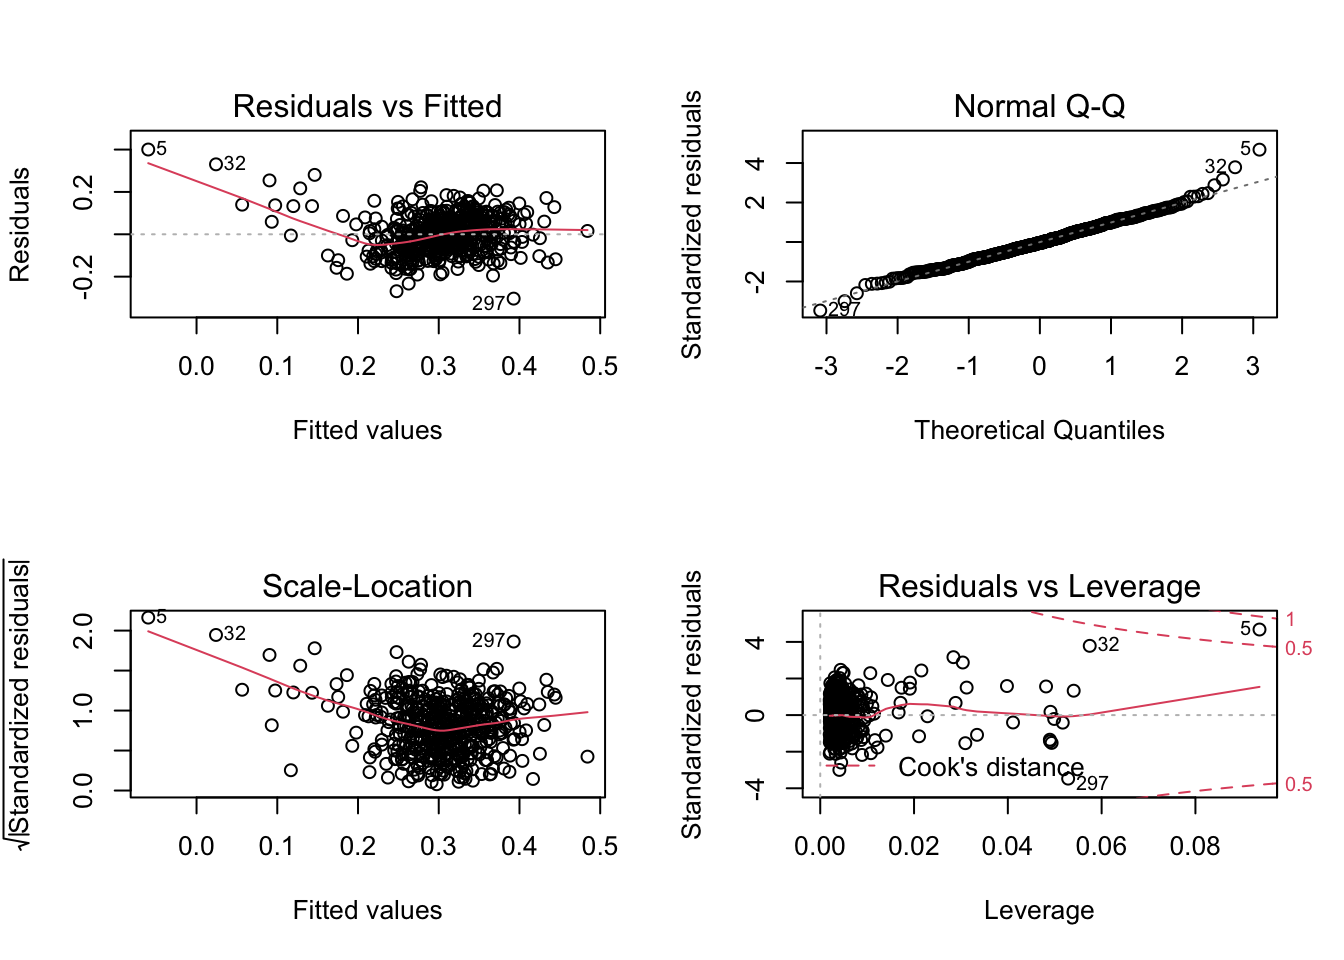 Residuals vs Fitted
Residuals
0.2
-0.2
5
32
297
0.0 0.1 0.2 0.3 0.4 0.5
Fitted values
Normal Q-Q
Standardized residuals
4
2
-2
5
32
297
-3 -2 -1 0 1 2 3
Theoretical Quantiles
Scale-Location
√|Standardized residuals|
2.0
1.0
0.0
5
32
297
0.0 0.1 0.2 0.3 0.4 0.5
Fitted values
Residuals vs Leverage
Standardized residuals
4
0
-4
5
32
297
1
0.5
0.5
Cook's distance
0.00 0.02 0.04 0.06 0.08
Leverage